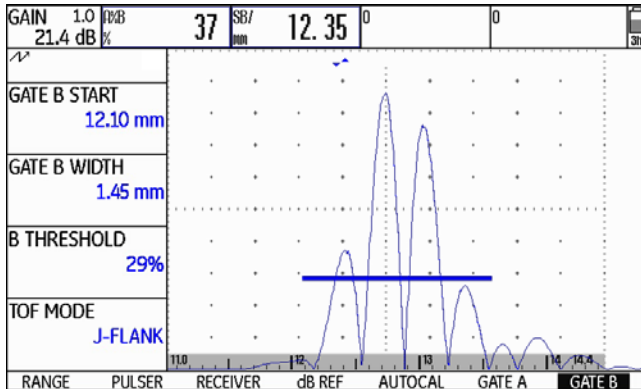 GAIN 1.0
21.4 dB
A%B
%
37
SB/
mm
12.35
0
0
3h
GATE B START
12.10 mm
GATE B WIDTH
1.45 mm
B THRESHOLD
29%
TOF MODE
J-FLANK
11.0 12 13 14 14.4
RANGE PULSER RECEIVER dB REF AUTOCAL GATE A GATE B